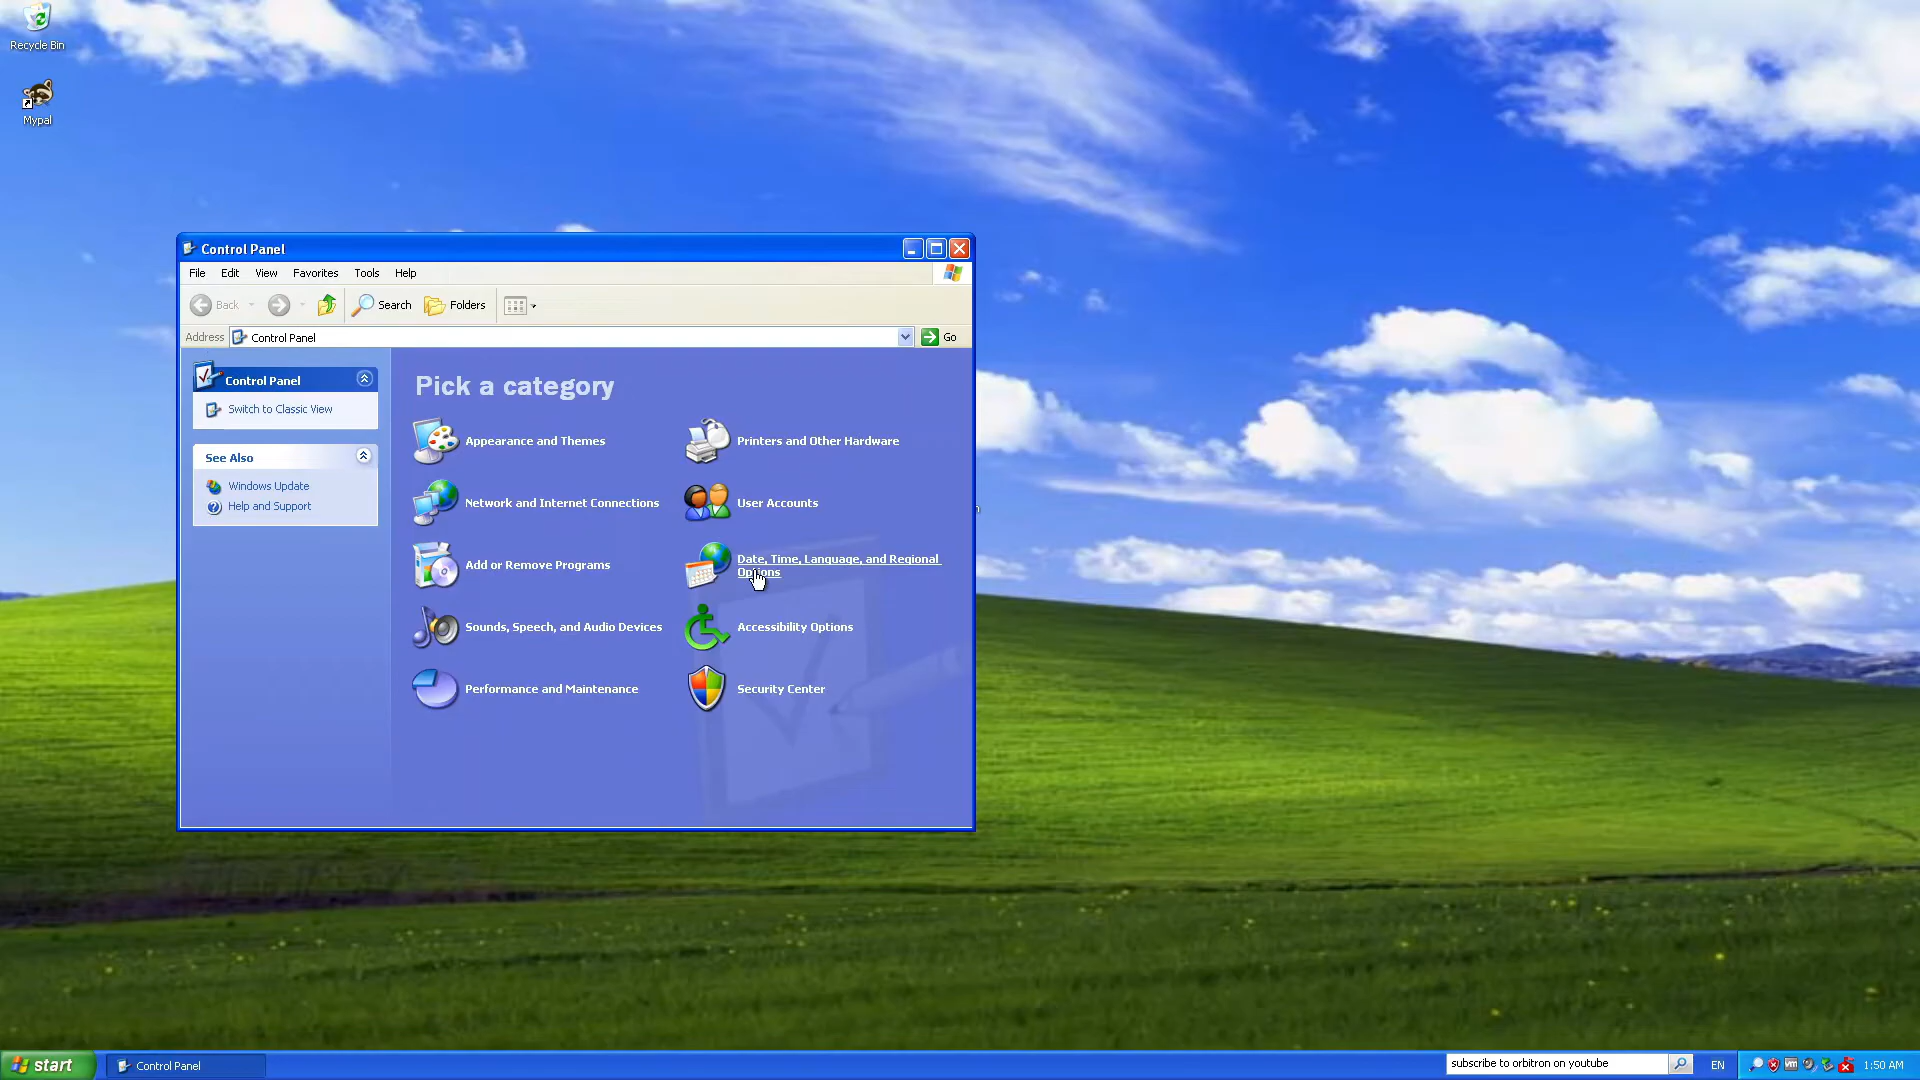 Recycle Bin
Mypal
Control Panel
File Edit View Favorites Tools Help
Back Search Folders
Address Control Panel Go
Control Panel
Switch to Classic View
See Also
Windows Update
Help and Support
Pick a category
Appearance and Themes
Printers and Other Hardware
Network and Internet Connections
User Accounts
Add or Remove Programs
Date, Time, Language, and Regional
Options
Sounds, Speech, and Audio Devices
Accessibility Options
Performance and Maintenance
Security Center
start
Control Panel
subscribe to orbitron on youtube
EN
1:50 AM